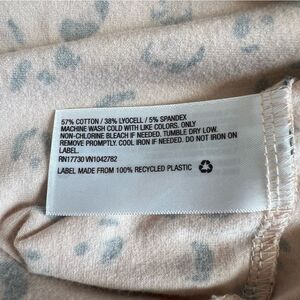 57% COTTON / 38% LYOCELL / 5% SPANDEX
MACHINE WASH COLD WITH LIKE COLORS. ONLY
NON-CHLORINE BLEACH IF NEEDED. TUMBLE DRY LOW.
REMOVE PROMPTLY. COOL IRON IF NEEDED. DO NOT IRON ON
LABEL.
RN17730 VN1042782
LABEL MADE FROM 100% RECYCLED PLASTIC